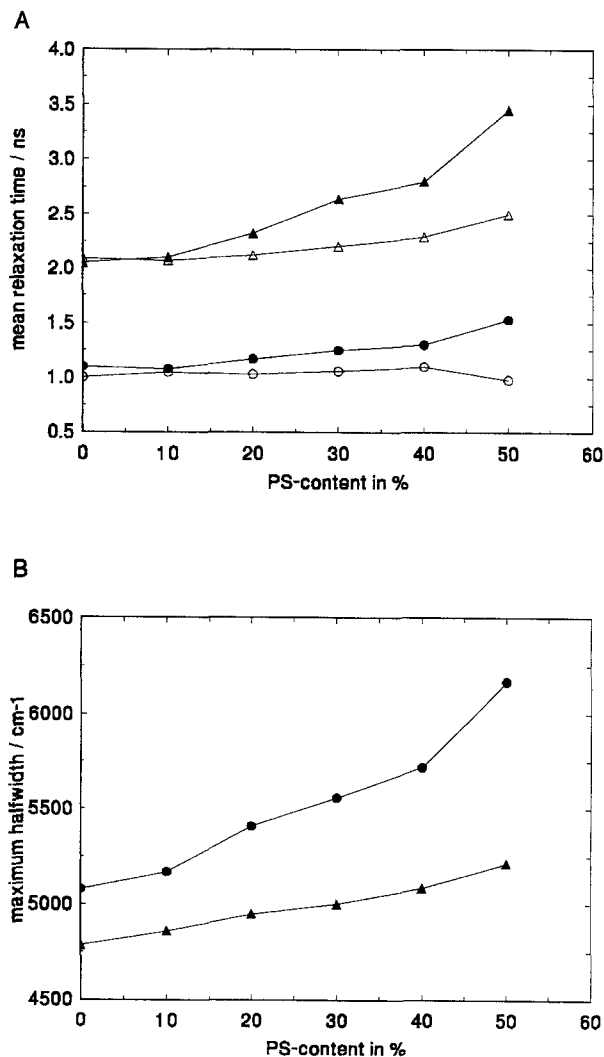 A
4.0
3.5
3.0
2.5
2.0
1.5
1.0
0.5
mean relaxation time / ns
0 10 20 30 40 50 60
PS-content in %
B
6500
6000
5500
5000
4500
maximum halfwidth / cm-1
0 10 20 30 40 50 60
PS-content in %